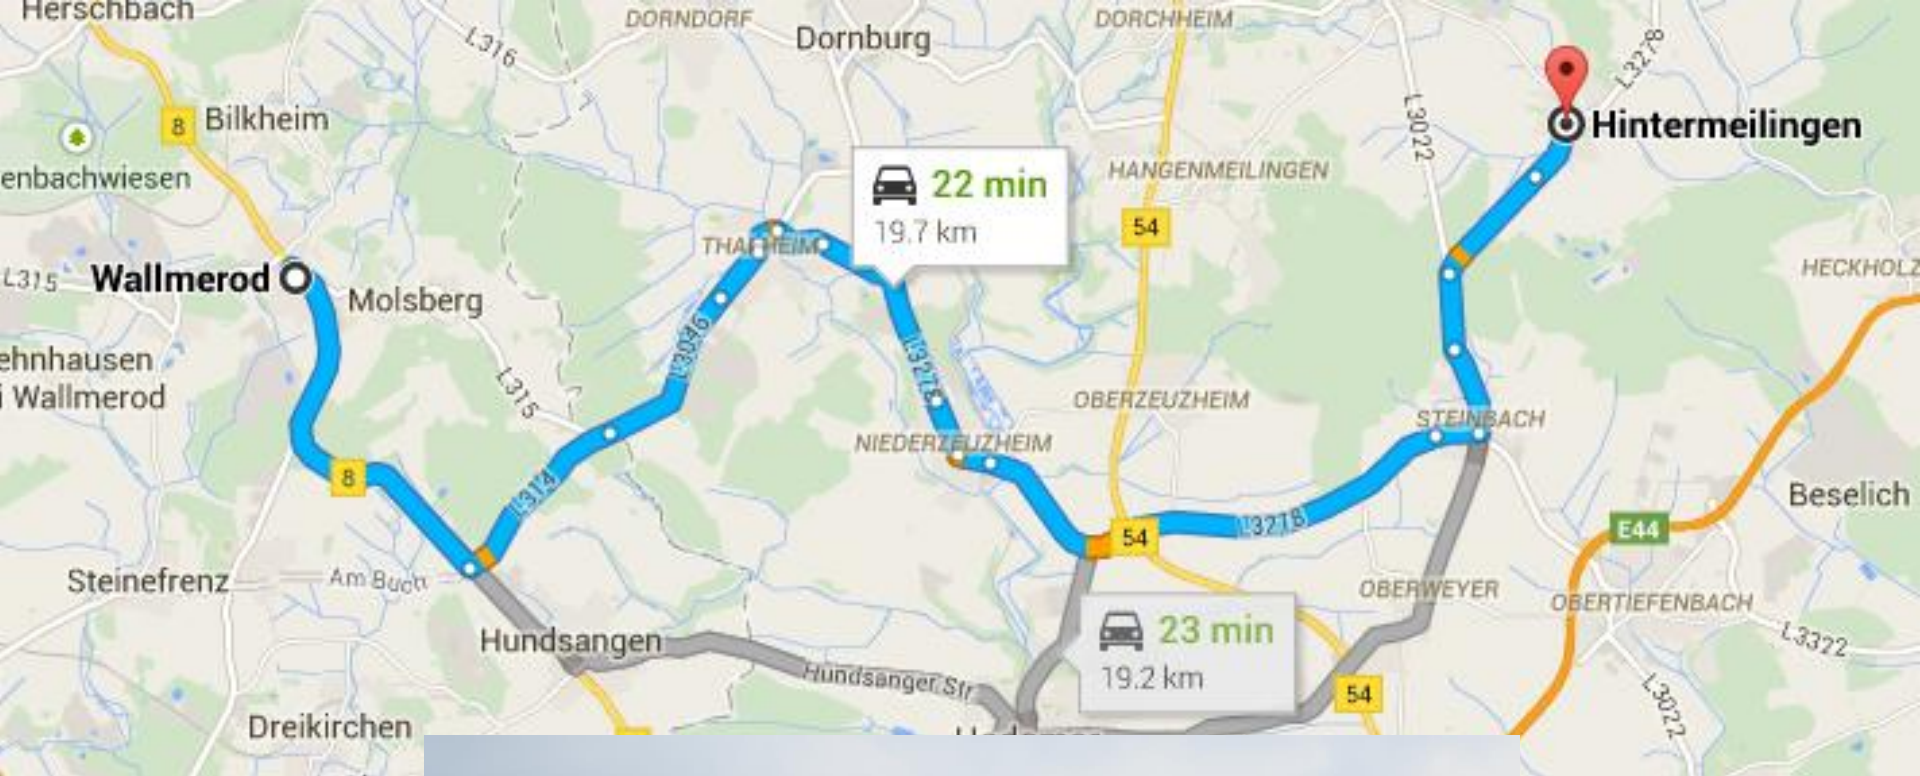 Herschbach
DORNDORF
Dornburg
DORCHHEIM
L316
L3278
8
Bilkheim
L3022
Hintermeilingen
enbachwiesen
22 min
19.7 km
HANGENMEILINGEN
54
THALHEIM
L315
Wallmerod
Molsberg
HECKHOLZ
ehnhausen
i Wallmerod
L3046
L3278
L315
OBERZEUZHEIM
STEINBACH
NIEDERZEUZHEIM
8
L314
Beselich
54
L3278
E44
Steinefrenz
Am Buch
OBERWEYER
OBERTIEFENBACH
Hundsangen
23 min
19.2 km
L3322
Hundsanger Str
54
L3022
Dreikirchen